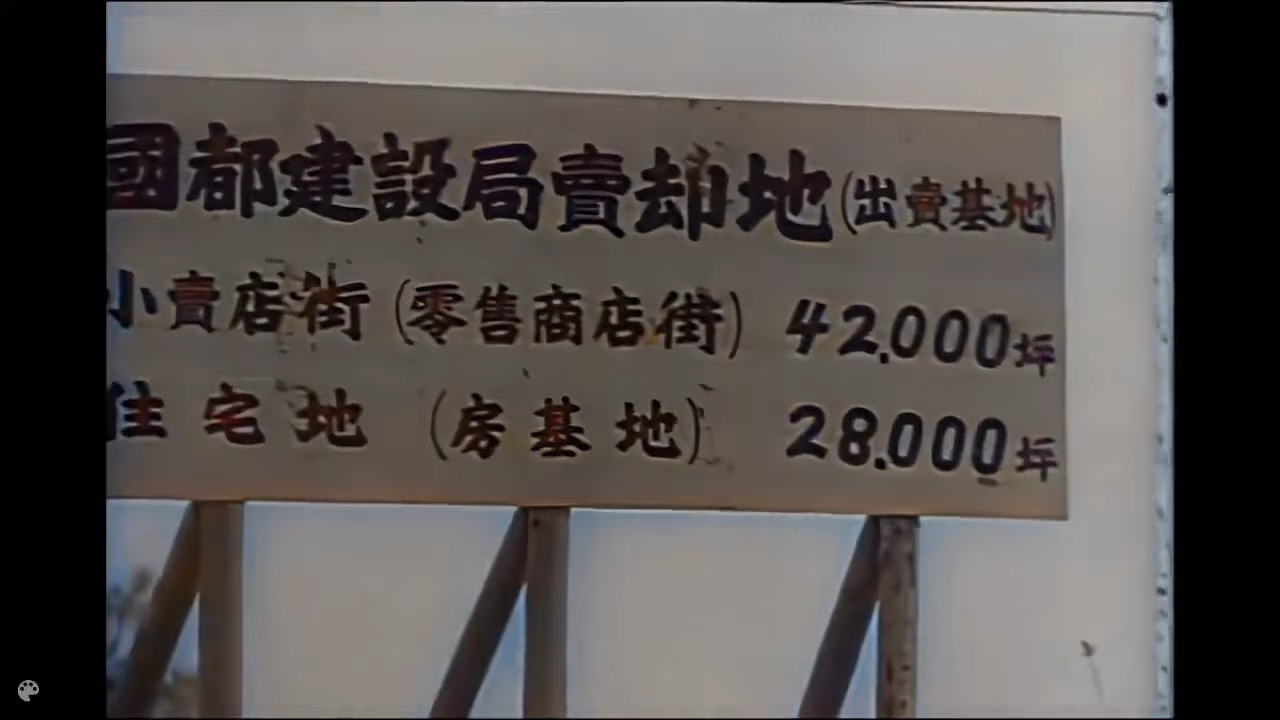 國都建設局賣却地(出賣基地)
小賣店街(零售商店街) 42,000坪
住宅地(房基地) 28,000坪